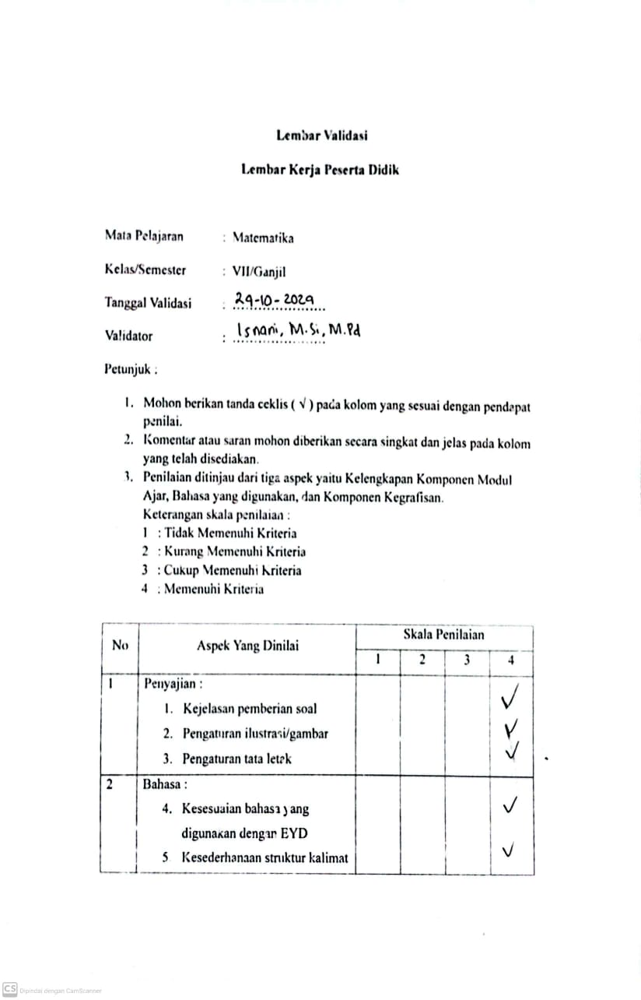 Lembar Validasi
Lembar Kerja Peserta Didik
Mata Pelajaran : Matematika
Kelas/Semester : VII/Ganjil
Tanggal Validasi : 29-10-2029
Validator : Isnani, M.Si, M.Pd
Petunjuk :
1. Mohon berikan tanda ceklis ( √ ) pada kolom yang sesuai dengan pendapat
penilai.
2. Komentar atau saran mohon diberikan secara singkat dan jelas pada kolom
yang telah disediakan.
3. Penilaian ditinjau dari tiga aspek yaitu Kelengkapan Komponen Modul
Ajar, Bahasa yang digunakan, dan Komponen Kegrafisan.
Keterangan skala penilaian :
1 : Tidak Memenuhi Kriteria
2 : Kurang Memenuhi Kriteria
3 : Cukup Memenuhi Kriteria
4 : Memenuhi Kriteria
No Aspek Yang Dinilai Skala Penilaian
1 2 3 4
1 Penyajian :
1. Kejelasan pemberian soal √
2. Pengaturan ilustrasi/gambar √
3. Pengaturan tata letak √
2 Bahasa :
4. Kesesuaian bahasa yang √
digunakan dengan EYD
5. Kesederhanaan struktur kalimat √
CS Dipindai dengan CamScanner